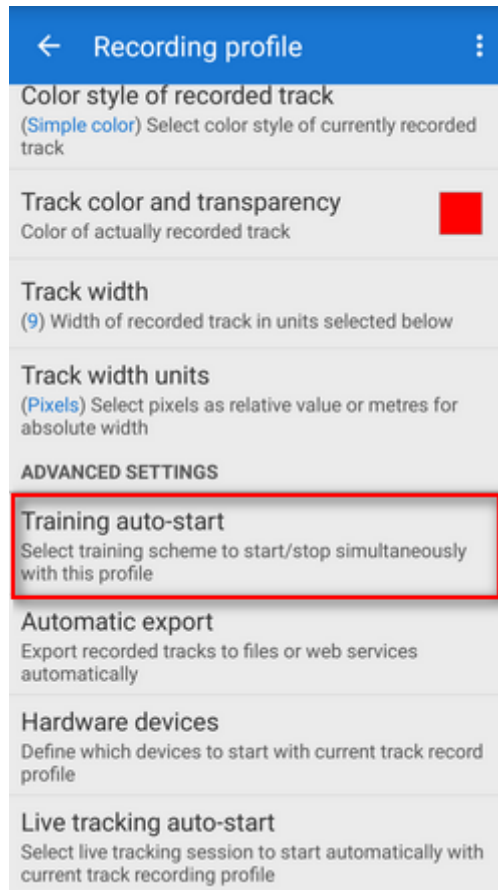 Recording profile
Color style of recorded track
(Simple color) Select color style of currently recorded
track
Track color and transparency
Color of actually recorded track
Track width
(9) Width of recorded track in units selected below
Track width units
(Pixels) Select pixels as relative value or metres for
absolute width
ADVANCED SETTINGS
Training auto-start
Select training scheme to start/stop simultaneously
with this profile
Automatic export
Export recorded tracks to files or web services
automatically
Hardware devices
Define which devices to start with current track record
profile
Live tracking auto-start
Select live tracking session to start automatically with
current track recording profile